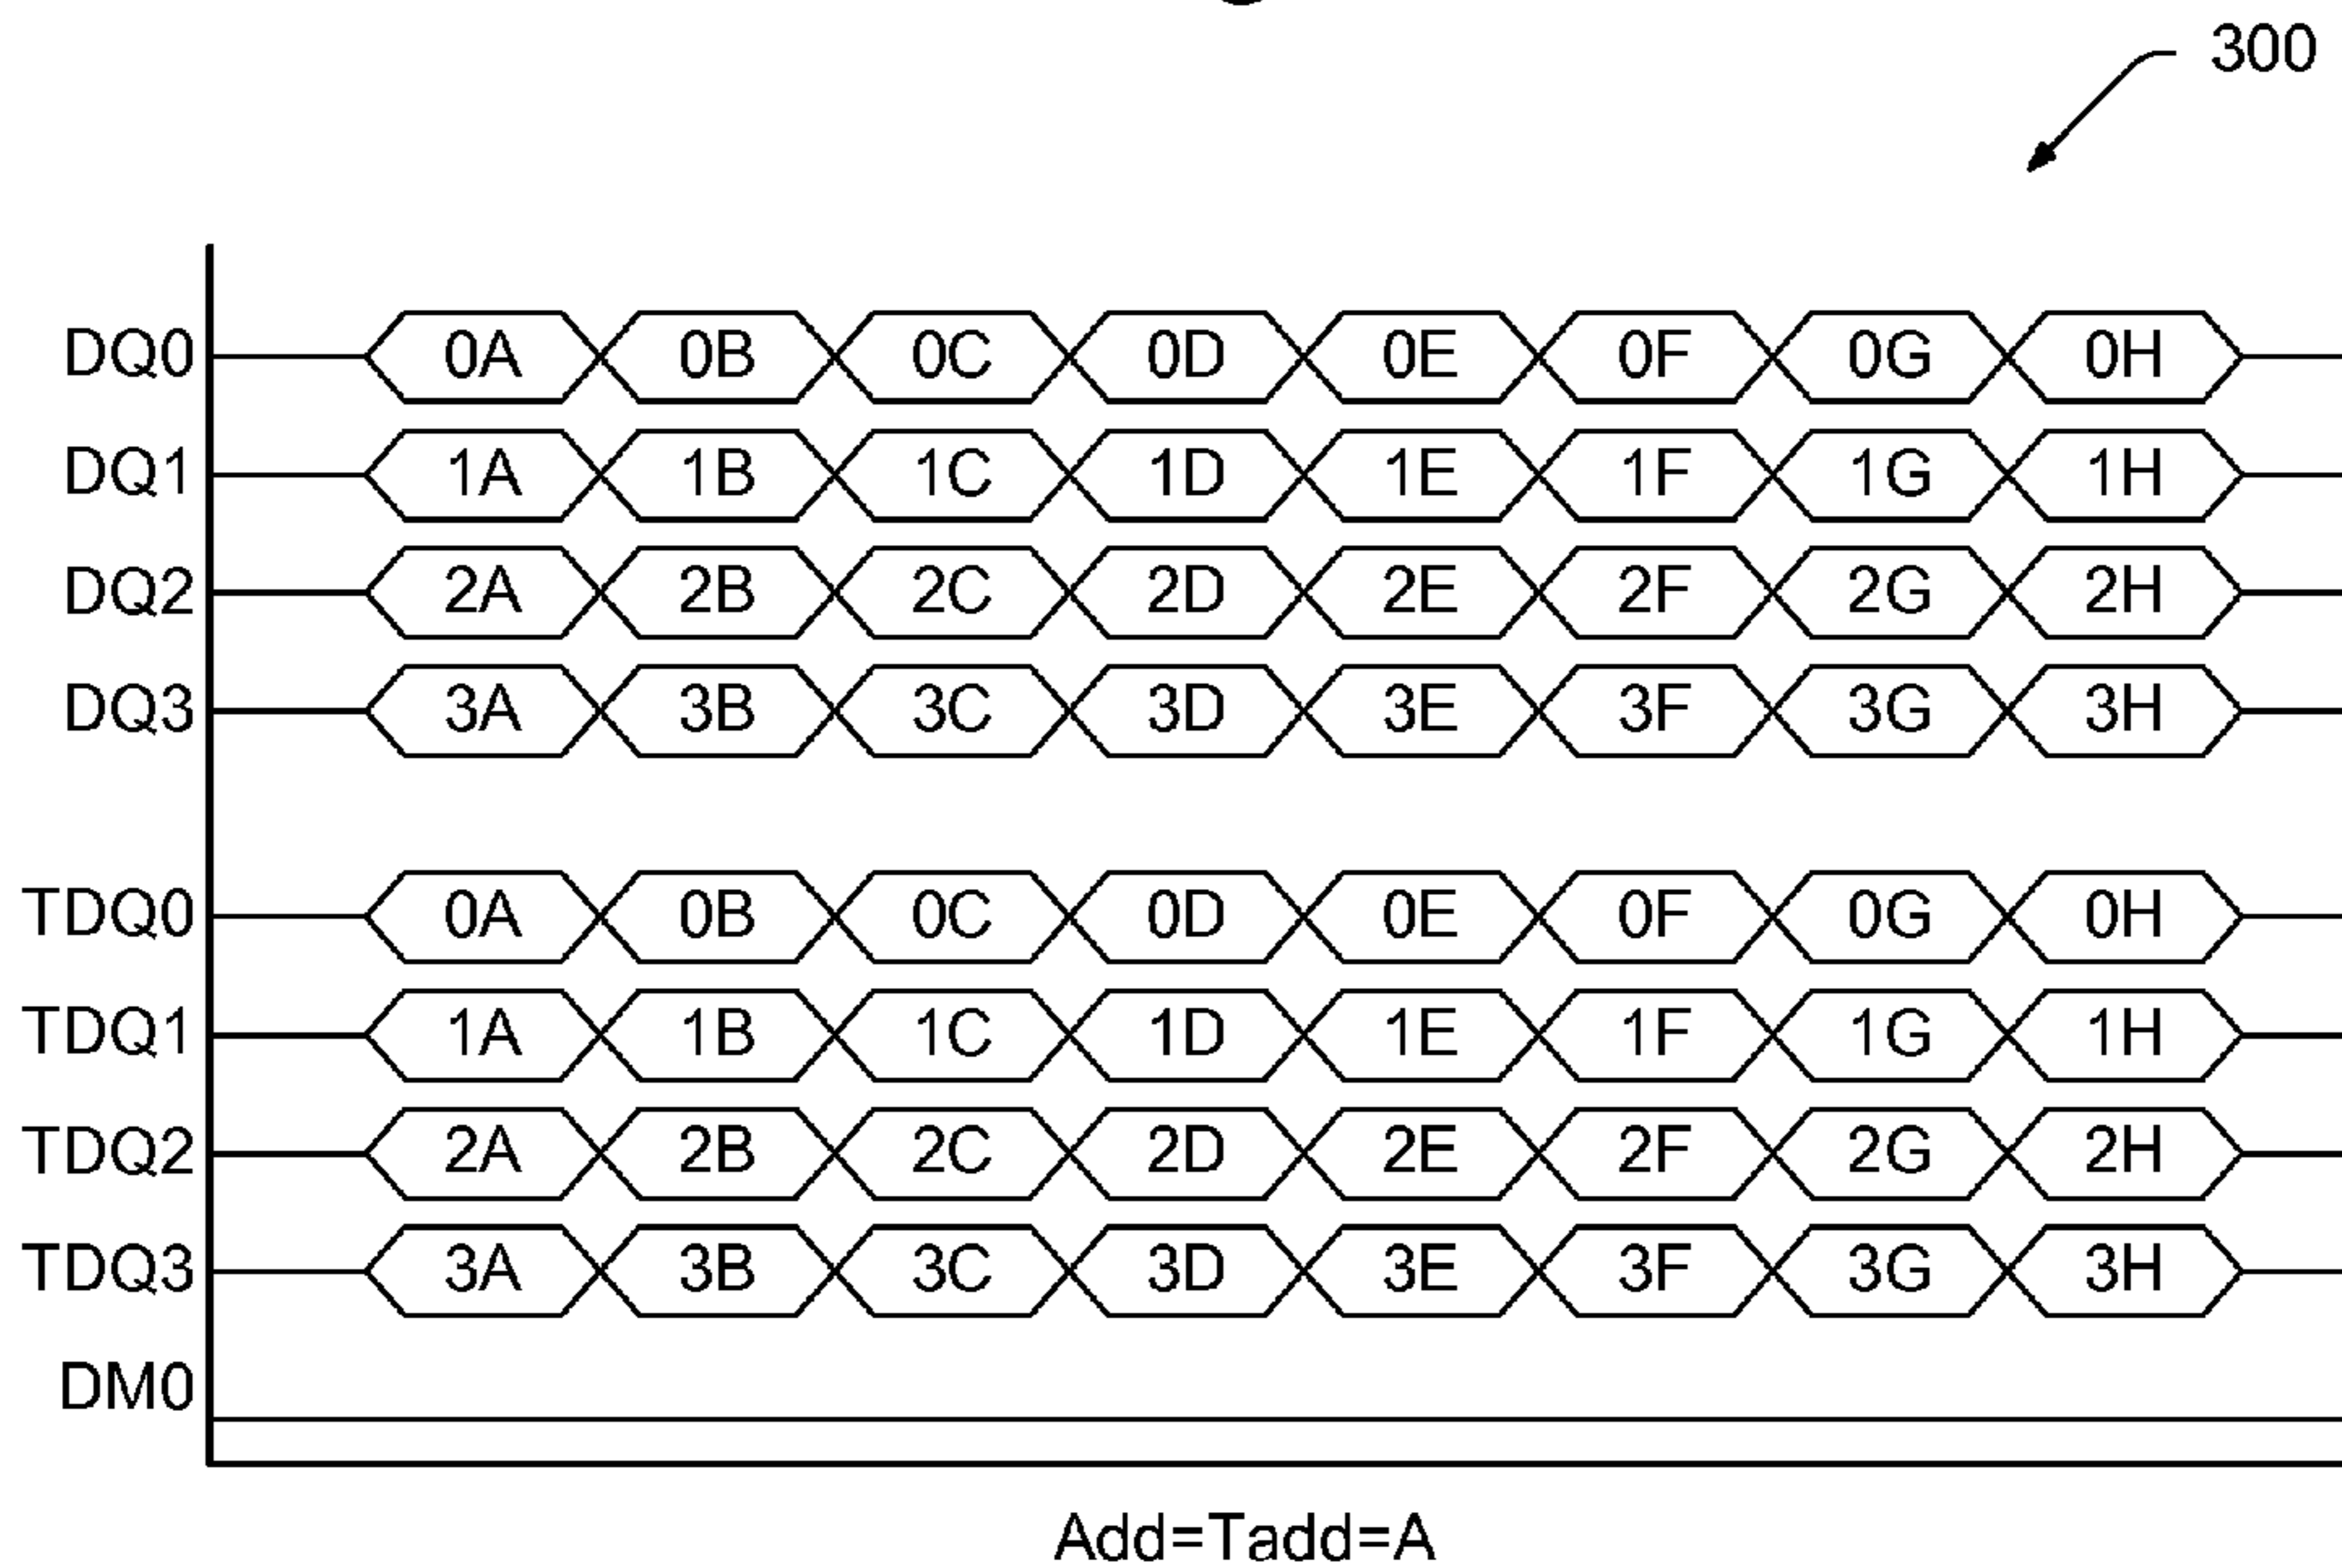 300
DQ0 0A 0B 0C 0D 0E 0F 0G 0H
DQ1 1A 1B 1C 1D 1E 1F 1G 1H
DQ2 2A 2B 2C 2D 2E 2F 2G 2H
DQ3 3A 3B 3C 3D 3E 3F 3G 3H
TDQ0 0A 0B 0C 0D 0E 0F 0G 0H
TDQ1 1A 1B 1C 1D 1E 1F 1G 1H
TDQ2 2A 2B 2C 2D 2E 2F 2G 2H
TDQ3 3A 3B 3C 3D 3E 3F 3G 3H
DM0
Add=Tadd=A